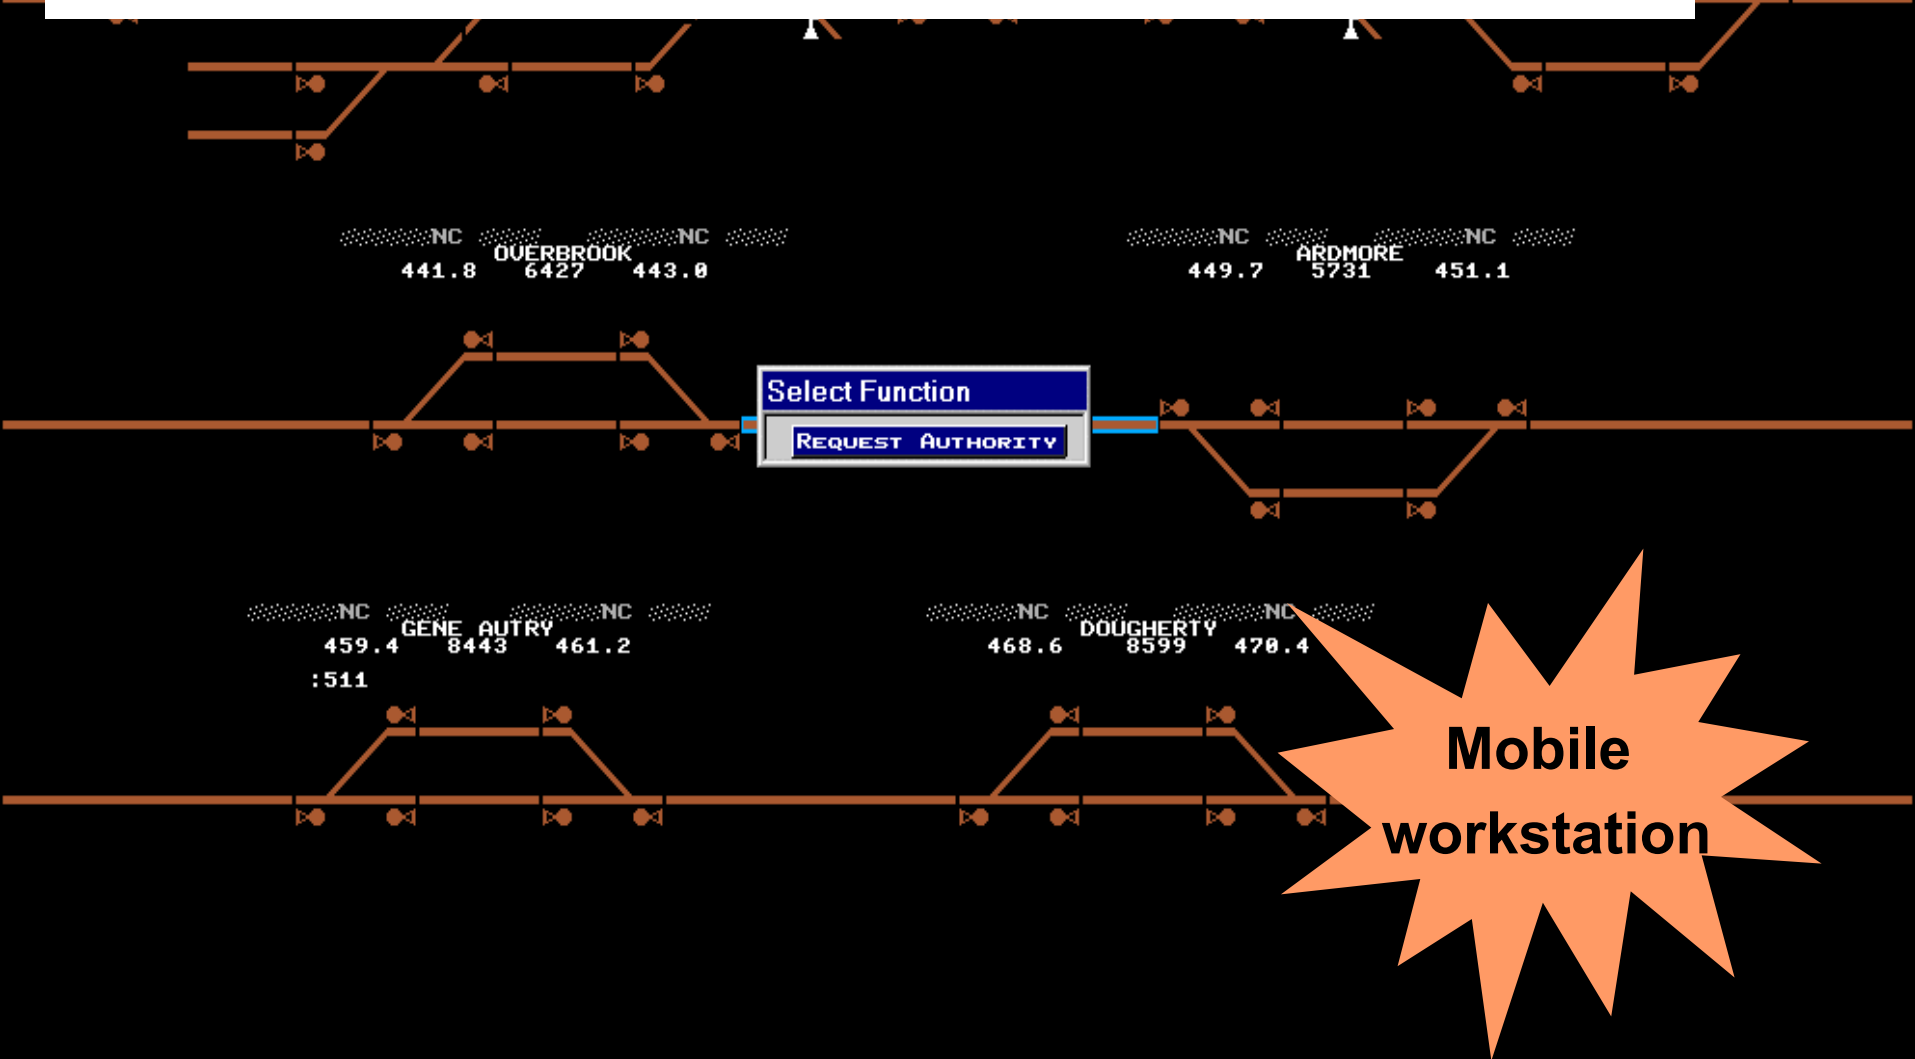 NC NC
OVERBROOK
441.8 6427 443.0
NC NC
ARDMORE
449.7 5731 451.1
Select Function
REQUEST AUTHORITY
NC NC
GENE AUTRY
459.4 8443 461.2
:511
NC NC
DOUGHERTY
468.6 8599 470.4
Mobile
workstation